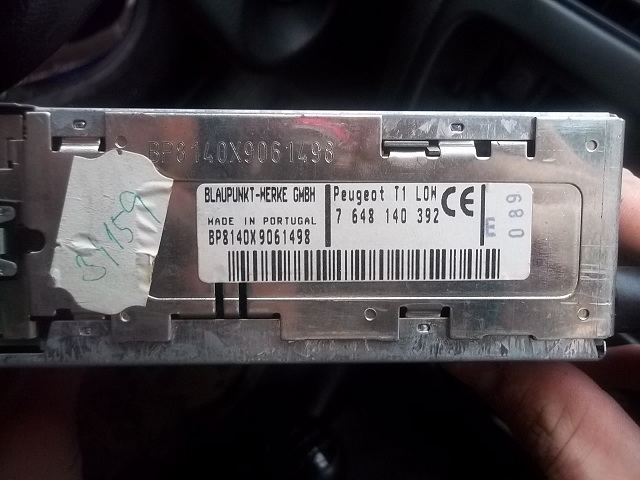 BP8140X9061498
BLAUPUNKT-WERKE GMBH
Peugeot T1 LOW
MADE IN PORTUGAL
7 648 140 392
CE
BP8140X9061498
E 089